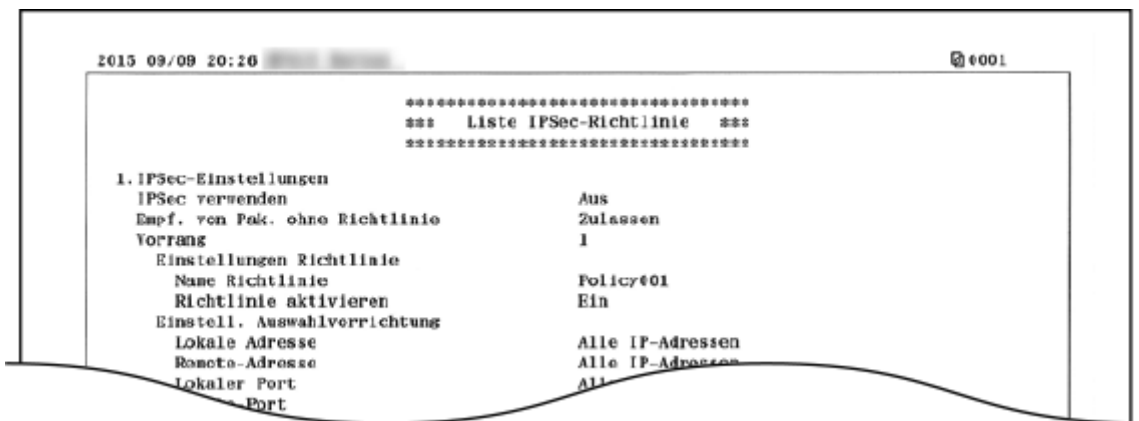 2015 09/09 20:26 0001
*********************************
*** Liste IPSec-Richtlinie ***
*********************************
1.IPSec-Einstellungen
IPSec verwenden Aus
Empf. von Pak. ohne Richtlinie Zulassen
Vorrang 1
Einstellungen Richtlinie
Name Richtlinie Policy001
Richtlinie aktivieren Ein
Einstell. Auswahlvorrichtung
Lokale Adresse Alle IP-Adressen
Remote-Adresse Alle IP-Adressen
Lokaler Port
Port